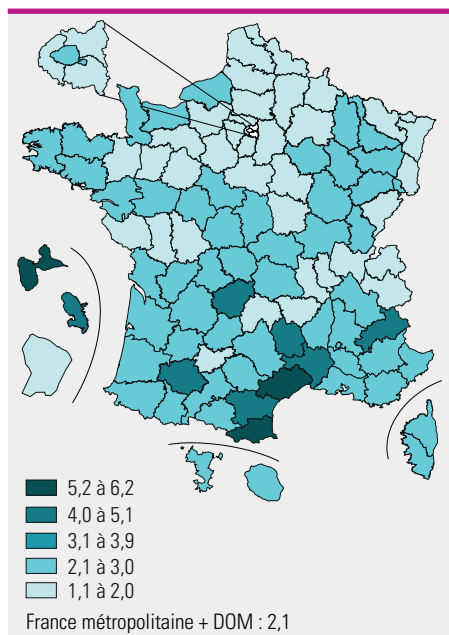 5,2 à 6,2
4,0 à 5,1
3,1 à 3,9
2,1 à 3,0
1,1 à 2,0
France métropolitaine + DOM : 2,1